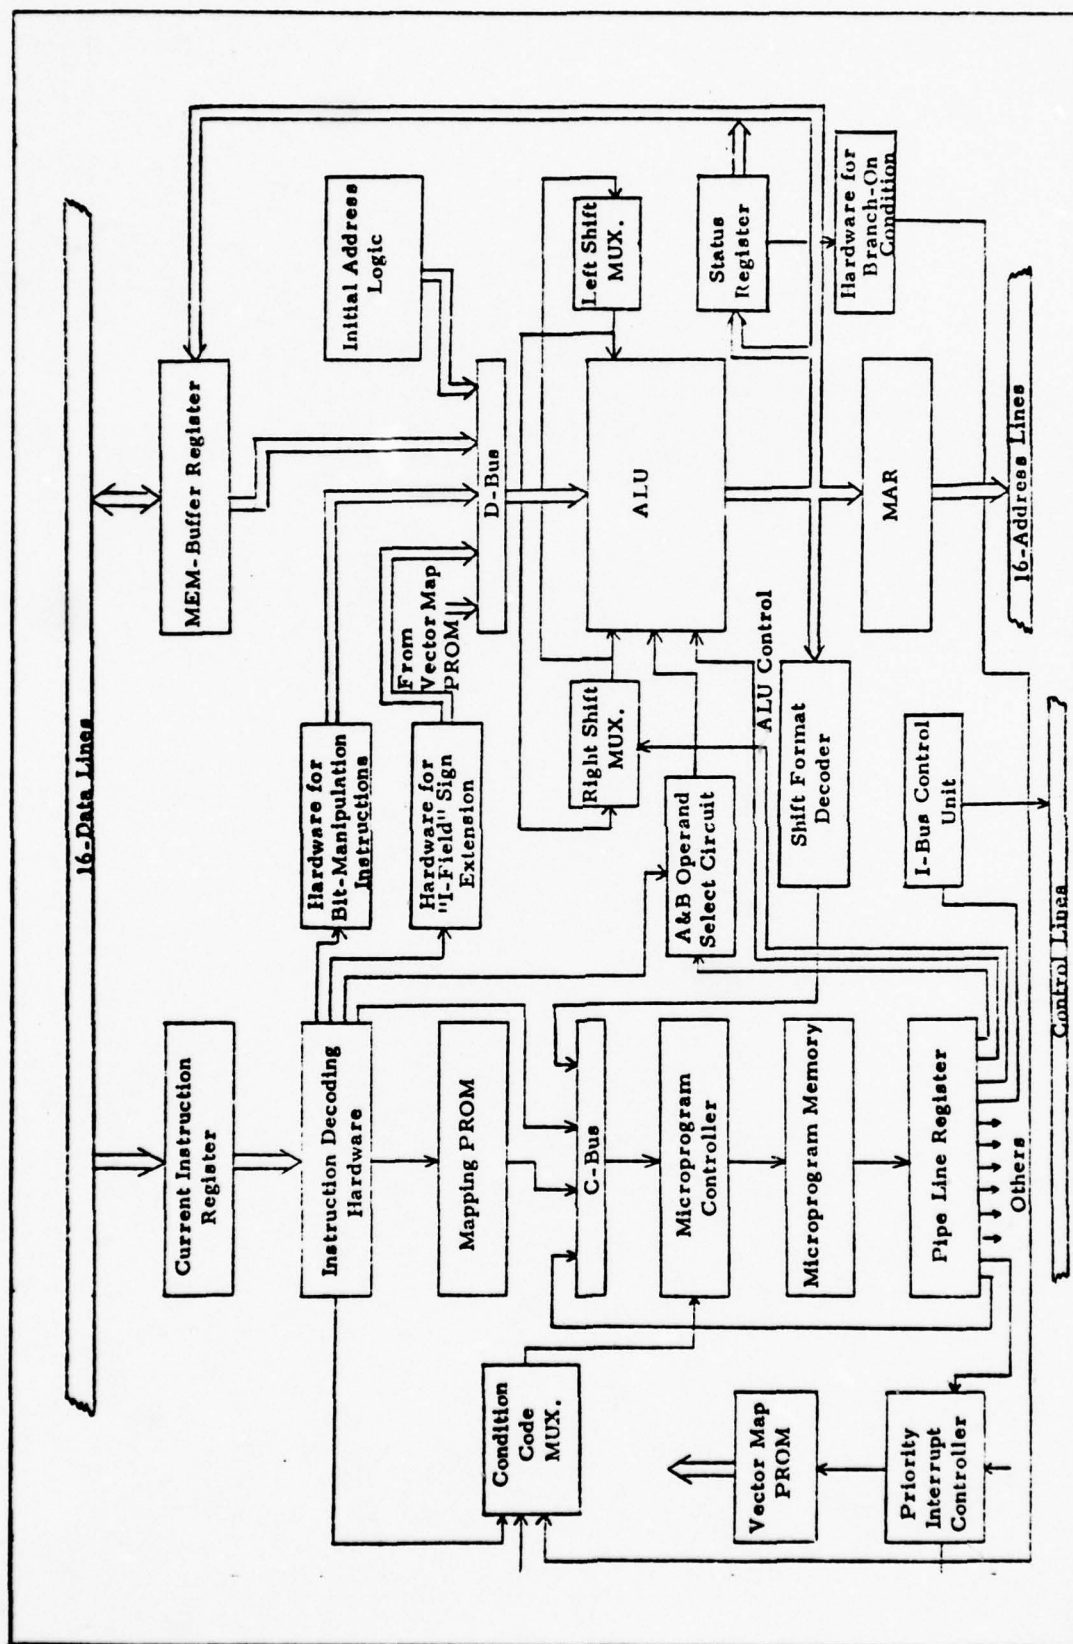 16-Data Lines
Current Instruction
Register
MEM-Buffer Register
Instruction Decoding
Hardware
Hardware for
Bit-Manipulation
Instructions
Initial Address
Logic
Mapping PROM
Hardware for
"I-Field" Sign
Extension
From
Vector Map
PROM
D-Bus
Condition
Code
MUX.
C-Bus
Right Shift
MUX.
Left Shift
MUX.
ALU
Microprogram
Controller
A&B Operand
Select Circuit
Status
Register
ALU Control
Vector Map
PROM
Microprogram Memory
Shift Format
Decoder
Hardware for
Branch-On
Condition
MAR
Priority
Interrupt
Controller
Pipe Line Register
I-Bus Control
Unit
Others
16-Address Lines
Control Lines